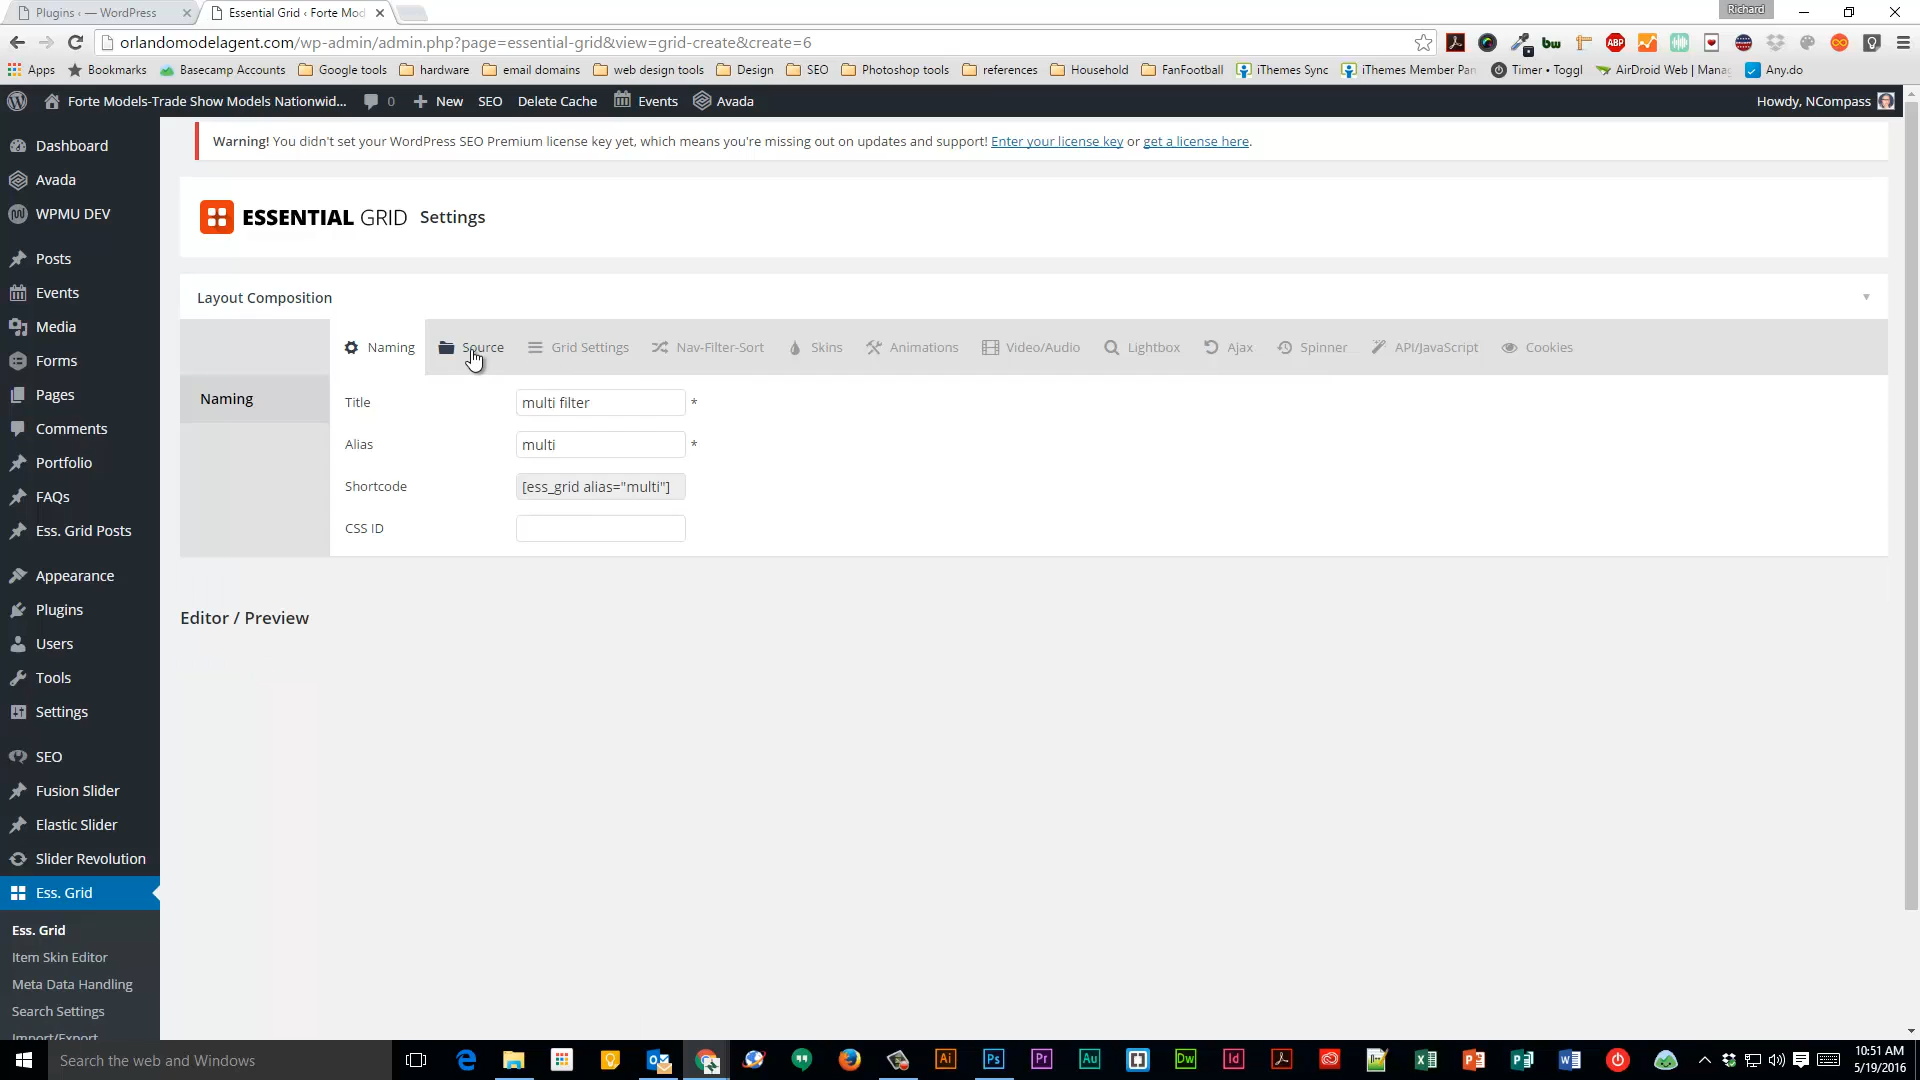 Plugins ‹ — WordPress
Essential Grid ‹ Forte Mod
Richard
orlandomodelagent.com/wp-admin/admin.php?page=essential-grid&view=grid-create&create=6
Apps Bookmarks Basecamp Accounts Google tools hardware email domains web design tools Design SEO Photoshop tools references Household FanFootball iThemes Sync iThemes Member Pan Timer • Toggl AirDroid Web | Manag Any.do
Forte Models-Trade Show Models Nationwid... 0 New SEO Delete Cache Events Avada Howdy, NCompass
Warning! You didn't set your WordPress SEO Premium license key yet, which means you're missing out on updates and support! Enter your license key or get a license here.
Dashboard
Avada
WPMU DEV
Posts
Events
Media
Forms
Pages
Comments
Portfolio
FAQs
Ess. Grid Posts
Appearance
Plugins
Users
Tools
Settings
SEO
Fusion Slider
Elastic Slider
Slider Revolution
Ess. Grid
Ess. Grid
Item Skin Editor
Meta Data Handling
Search Settings
Import/Export
ESSENTIAL GRID Settings
Layout Composition
Naming Source Grid Settings Nav-Filter-Sort Skins Animations Video/Audio Lightbox Ajax Spinner API/JavaScript Cookies
Naming
Title multi filter *
Alias multi *
Shortcode [ess_grid alias="multi"]
CSS ID
Editor / Preview
Search the web and Windows
10:51 AM
5/19/2016